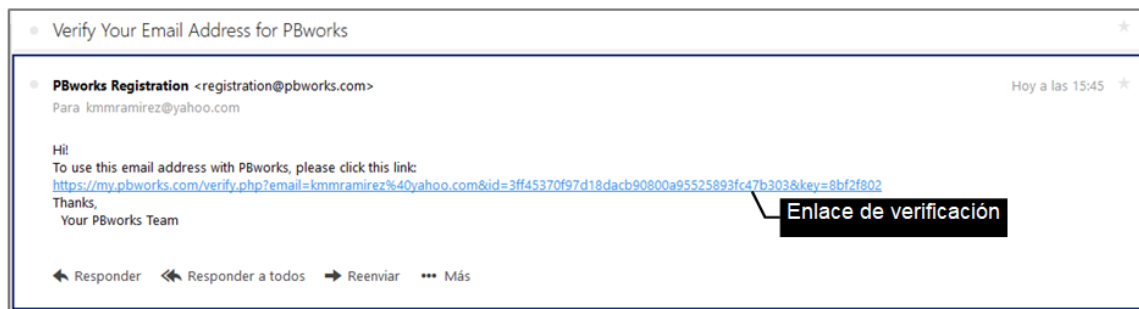 Verify Your Email Address for PBworks
PBworks Registration <registration@pbworks.com> Hoy a las 15:45
Para kmmramirez@yahoo.com
Hi!
To use this email address with PBworks, please click this link:
https://my.pbworks.com/verify.php?email=kmmramirez%40yahoo.com&id=3ff45370f97d18dacb90800a95525893fc47b303&key=8bf2f802
Thanks,
Your PBworks Team
Enlace de verificación
Responder Responder a todos Reenviar ••• Más